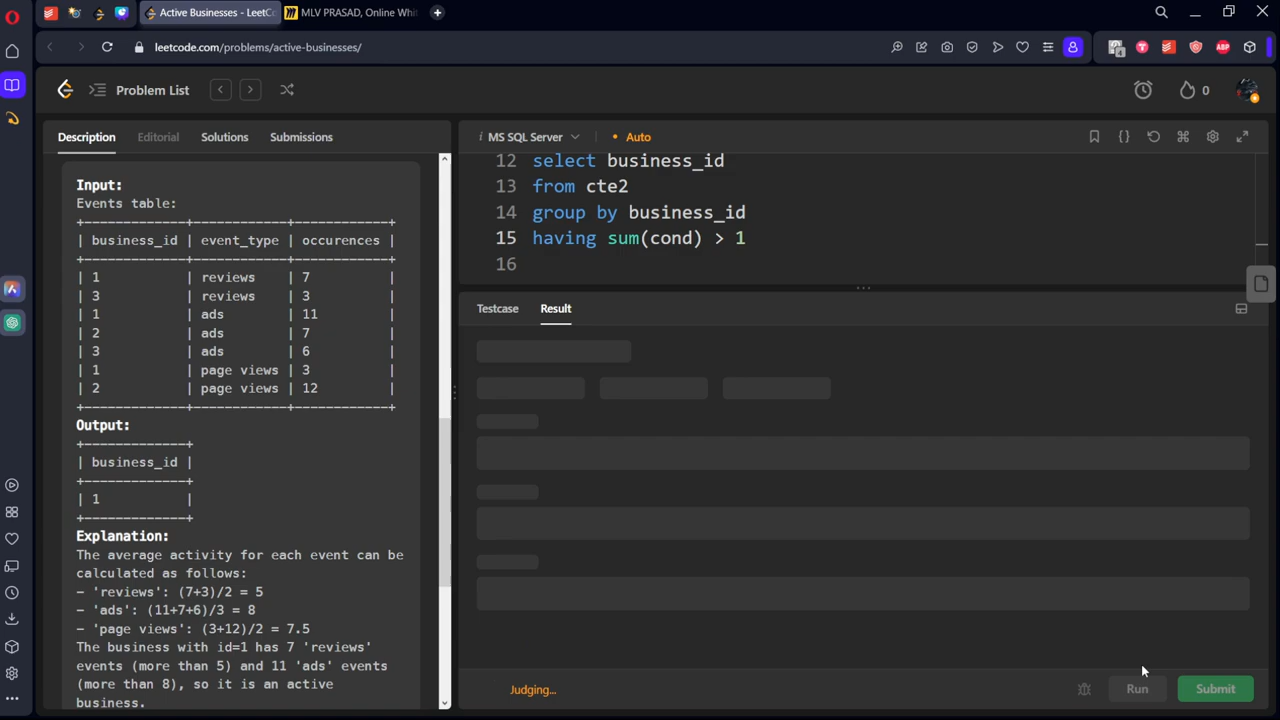 Active Businesses - LeetCo
MLV PRASAD, Online Whit
leetcode.com/problems/active-businesses/
4
ABP
Problem List
0
Description
Editorial
Solutions
Submissions
i MS SQL Server
• Auto
Input:
Events table:
+-------------+------------+------------+
| business_id | event_type | occurences |
+-------------+------------+------------+
| 1 | reviews | 7 |
| 3 | reviews | 3 |
| 1 | ads | 11 |
| 2 | ads | 7 |
| 3 | ads | 6 |
| 1 | page views | 3 |
| 2 | page views | 12 |
+-------------+------------+------------+
Output:
+-------------+
| business_id |
+-------------+
| 1 |
+-------------+
Explanation:
The average activity for each event can be
calculated as follows:
- 'reviews': (7+3)/2 = 5
- 'ads': (11+7+6)/3 = 8
- 'page views': (3+12)/2 = 7.5
The business with id=1 has 7 'reviews'
events (more than 5) and 11 'ads' events
(more than 8), so it is an active
business.
12 select business_id
13 from cte2
14 group by business_id
15 having sum(cond) > 1
16
Testcase
Result
Judging...
Run
Submit